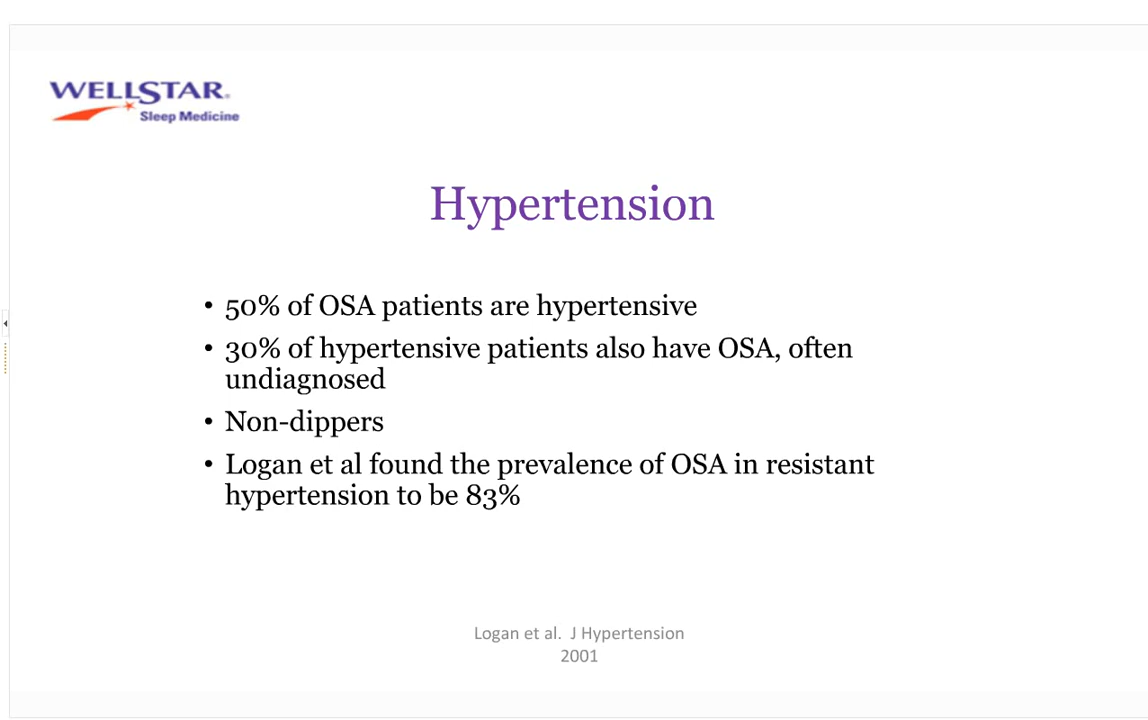 WELLSTAR®
Sleep Medicine
Hypertension
• 50% of OSA patients are hypertensive
• 30% of hypertensive patients also have OSA, often
undiagnosed
• Non-dippers
• Logan et al found the prevalence of OSA in resistant
hypertension to be 83%
Logan et al.  J Hypertension
2001